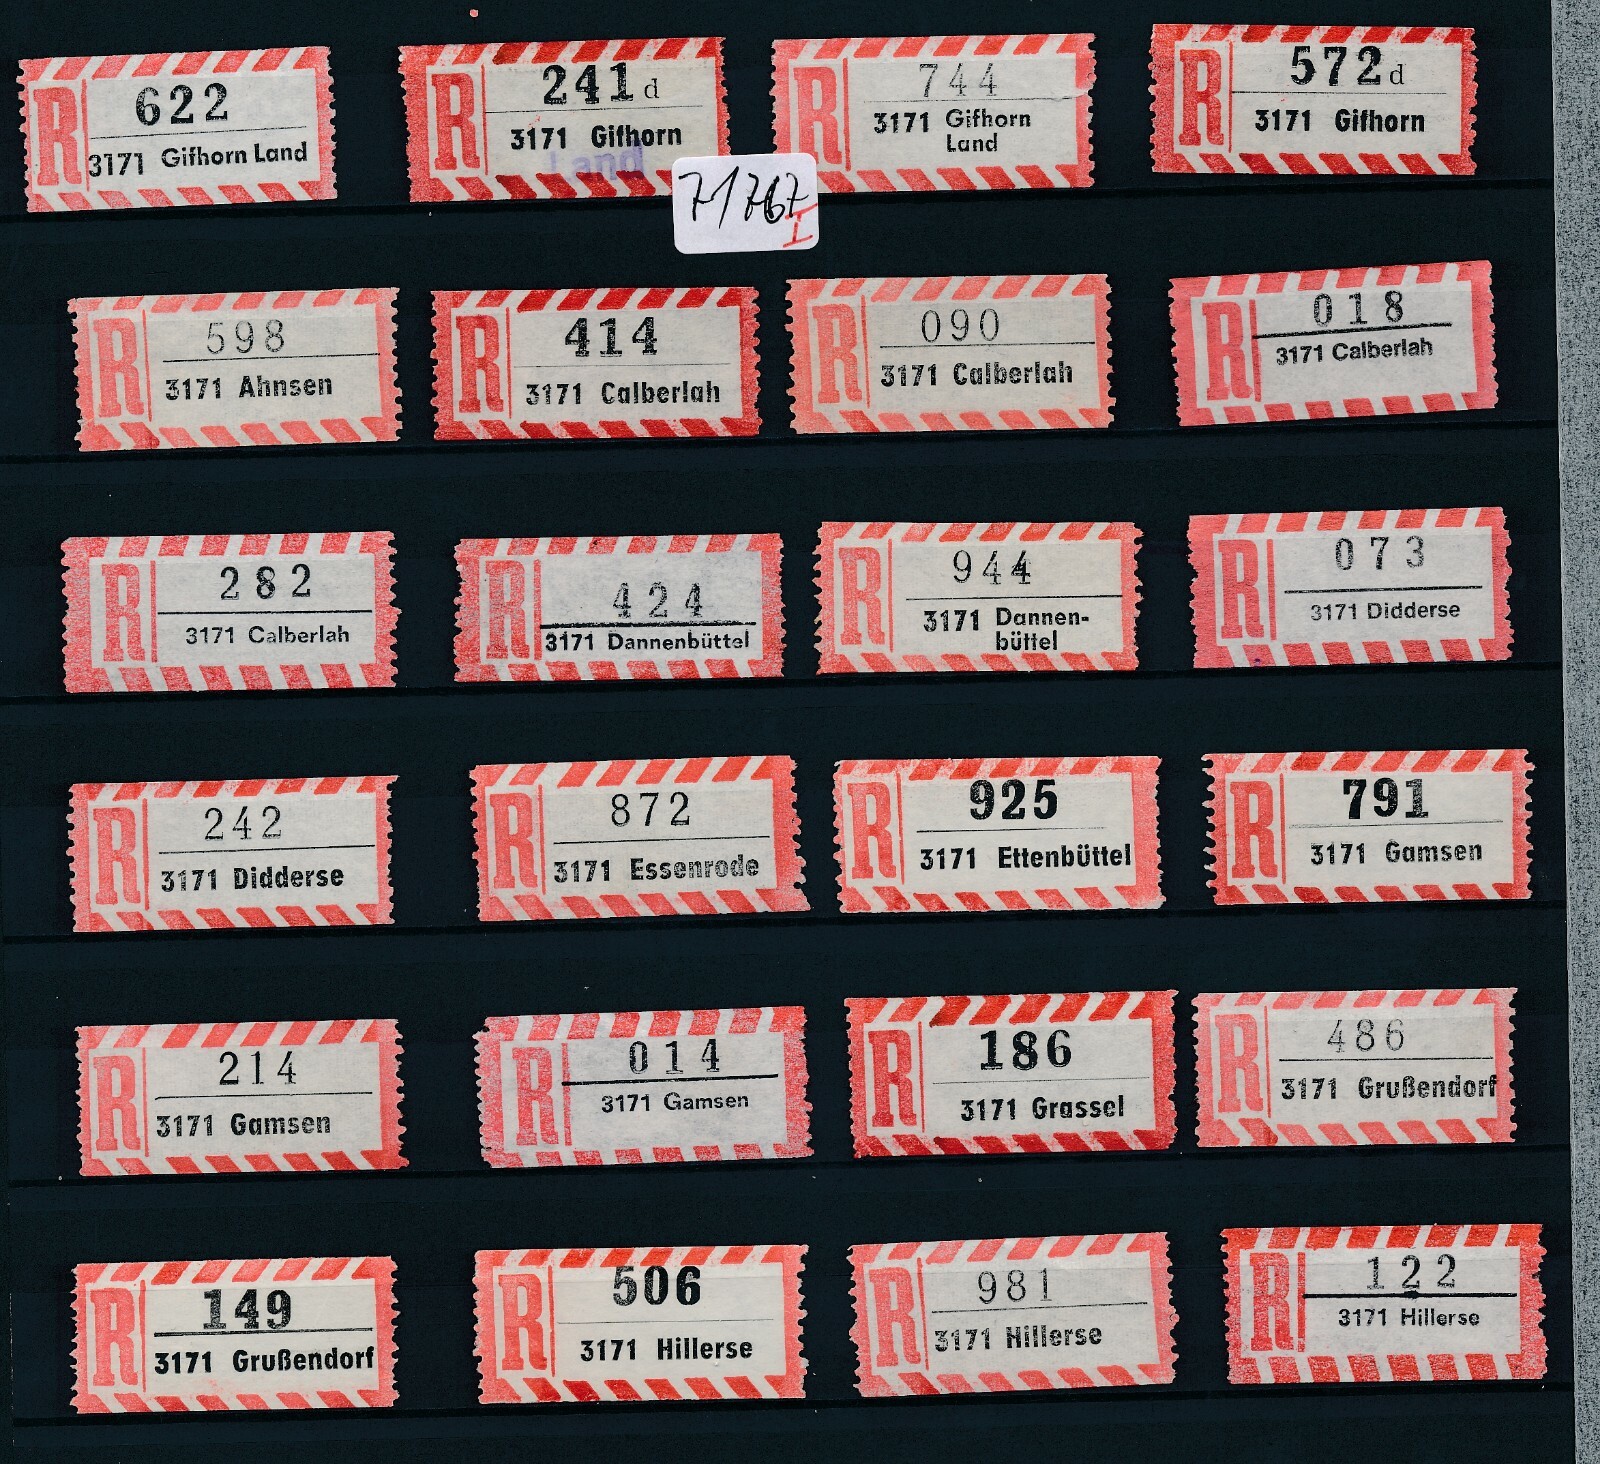 R 622
3171 Gifhorn Land
R 241 d
3171 Gifhorn
Land
R 744
3171 Gifhorn
Land
R 572 d
3171 Gifhorn
71767
I
R 598
3171 Ahnsen
R 414
3171 Calberlah
R 090
3171 Calberlah
R 018
3171 Calberlah
R 282
3171 Calberlah
R 424
3171 Dannenbüttel
R 944
3171 Dannen-
büttel
R 073
3171 Didderse
R 242
3171 Didderse
R 872
3171 Essenrode
R 925
3171 Ettenbüttel
R 791
3171 Gamsen
R 214
3171 Gamsen
R 014
3171 Gamsen
R 186
3171 Grassel
R 486
3171 Grußendorf
R 149
3171 Grußendorf
R 506
3171 Hillerse
R 981
3171 Hillerse
R 122
3171 Hillerse